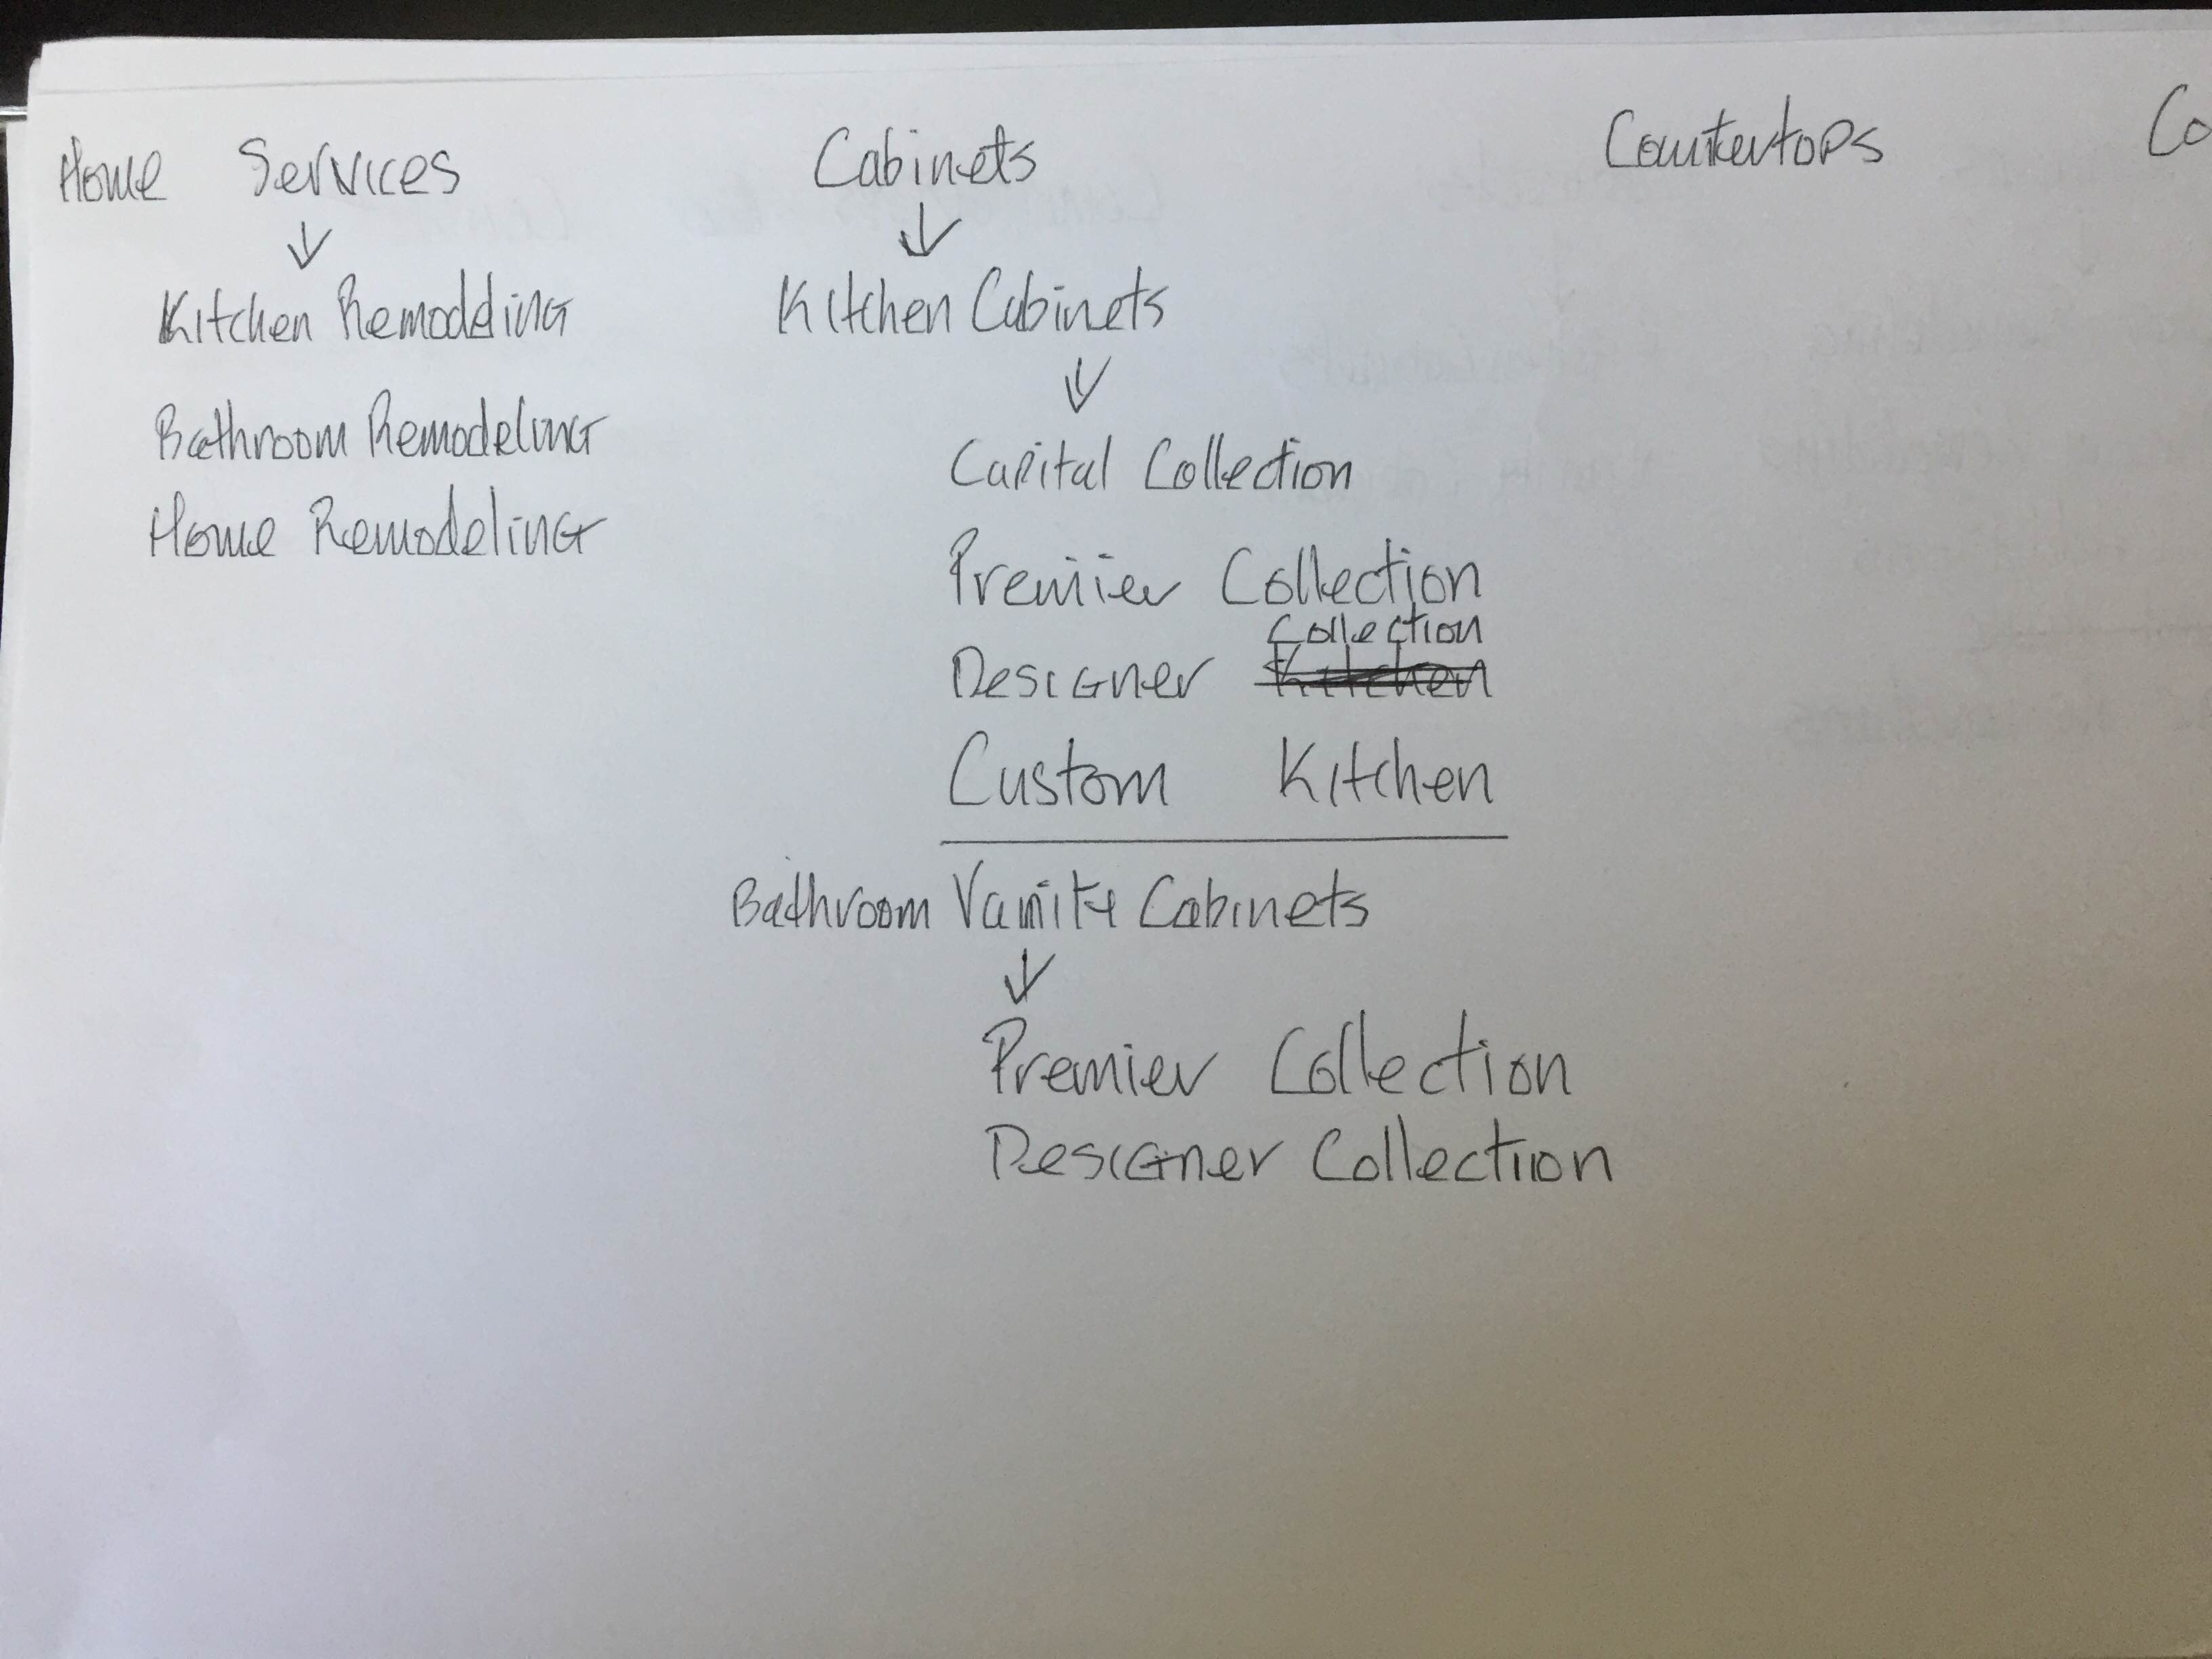 Home Services Cabinets Countertops Co
Kitchen Remodeling Kitchen Cabinets
Bathroom Remodeling Capital Collection
Home Remodeling Premier Collection
Collection
Designer Kitchen
Custom Kitchen
Bathroom Vanity Cabinets
Premier Collection
Designer Collection